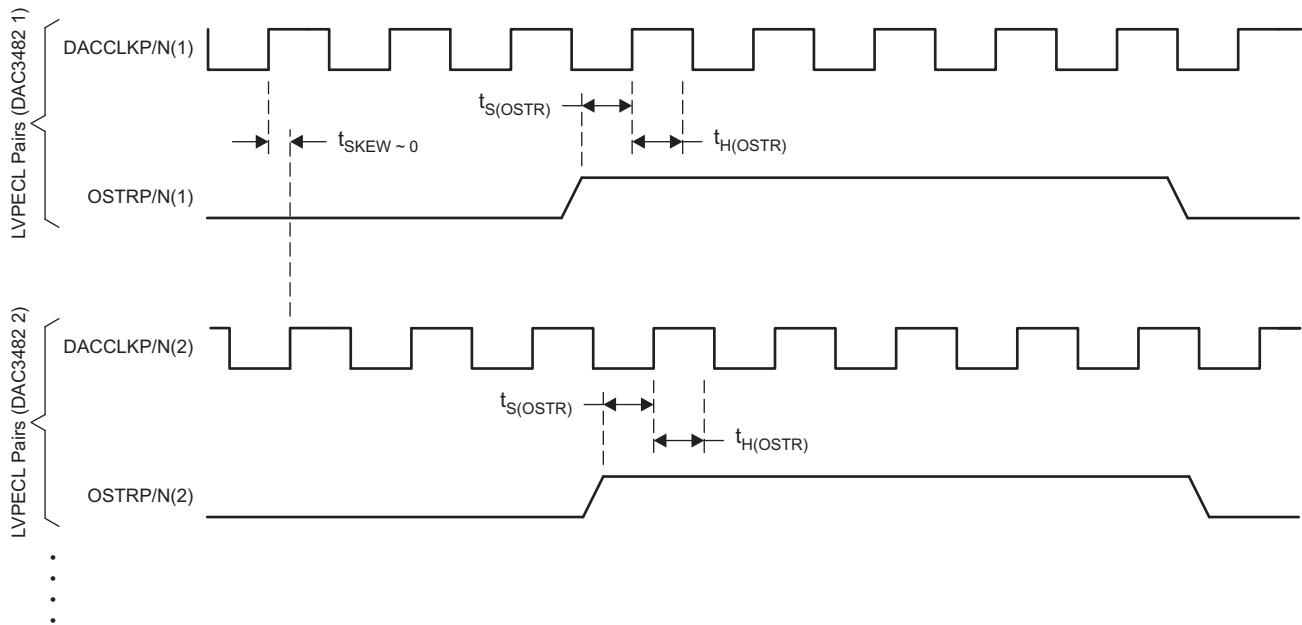 LVPECL Pairs (DAC3482 1)
DACCLKP/N(1)
tS(OSTR)
tH(OSTR)
tSKEW ~ 0
OSTRP/N(1)
LVPECL Pairs (DAC3482 2)
DACCLKP/N(2)
tS(OSTR)
tH(OSTR)
OSTRP/N(2)